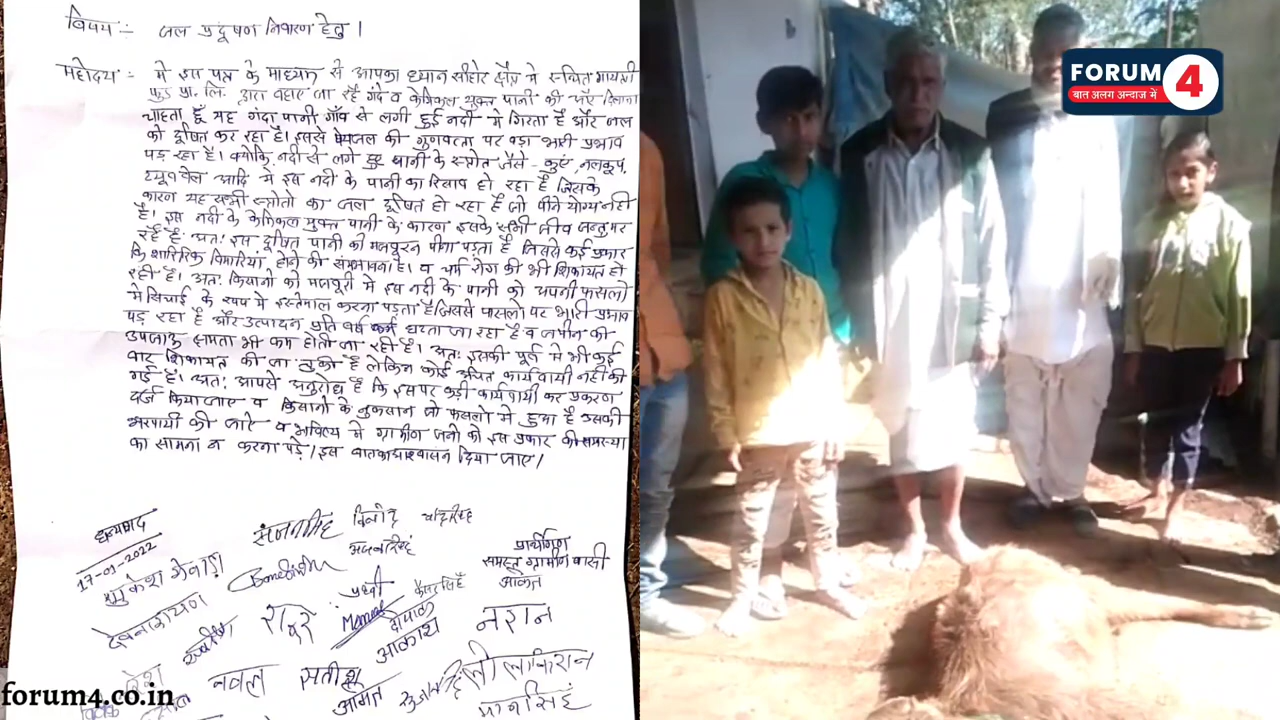 विषय :- जल प्रदूषण निवारण हेतु।
महोदय :- मे इस पत्र के माध्यम से आपका ध्यान सीहोर क्षेत्र मे स्थित गायत्री
फुड प्रा. लि. द्वारा बहाए जा रहें गंदे व केमिकल युक्त पानी की ओर दिलाना
चाहता हूँ यह गंदा पानी गाँव से लगी हुई नदी मे गिरता है और जल
को दूषित कर रहा है। इससे पेयजल की गुणवत्ता पर बड़ा भारी प्रभाव
पड़ रहा है। क्योकि नदी से लगे हुए पानी के स्त्रोत जैसे - कुएं, नलकूप,
ट्यूबवेल आदि मे इस नदी के पानी का रिसाव हो रहा है जिसके
कारण यह सभी स्त्रोतो का जल दूषित हो रहा है जो पीने योग्य नही
है। इस नदी के केमिकल युक्त पानी के कारण इसके सभी जीव जन्तु मर
रहे हैं अतः इस दूषित पानी को मजबूरन पीना पड़ता है जिससे कई प्रकार
कि शारिरिक बिमारियां होने की संभावना है। व चर्म रोग की भी शिकायत हो
रही है। अतः किसानो को मजबूरी मे इस नदी के पानी को अपनी फसलो
मे सिंचाई के रूप मे इस्तेमाल करना पड़ता है जिससे फसलो पर भारी प्रभाव
पड़ रहा है और उत्पादन प्रति वर्ष कम घटता जा रहा है व जमीन की
उपजाऊ क्षमता भी कम होती जा रही है। अतः इसकी पूर्व मे भी कई
बार शिकायत की जा चुकी है लेकिन कोई उचित कार्यवायी नही की
गई है। अतः आपसे अनुरोध है कि इस पर कड़ी कार्यवायी कर प्रकरण
दर्ज किया जाए व किसानो के नुकसान जो फसलो मे हुआ है उसकी
भरपायी की जावे व भविष्य मे ग्रामीण जनो को इस प्रकार की समस्या
का सामना न करना पड़े। इस बात का आश्वासन दिया जाए।
धन्यवाद
17-01-2022
मुकेश मेवाड़ा
विनोद
प्रार्थीगण
समस्त ग्रामीण वासी
देवनारायण
पृथ्वी
आकाश
नवल
सतीश
FORUM 4
बात अलग अन्दाज में
forum4.co.in